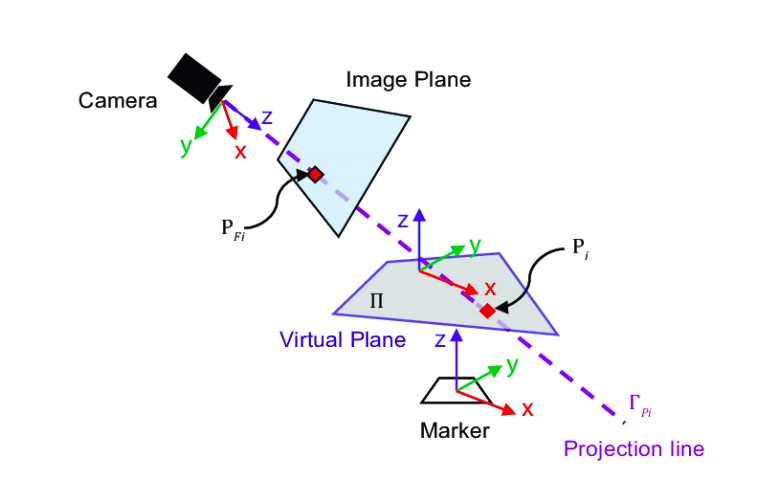 Image Plane
Camera
z
y
x
P_Fi
z
y
P_i
x
Π
Virtual Plane
z
y
x
Marker
Γ_Pi
Projection line